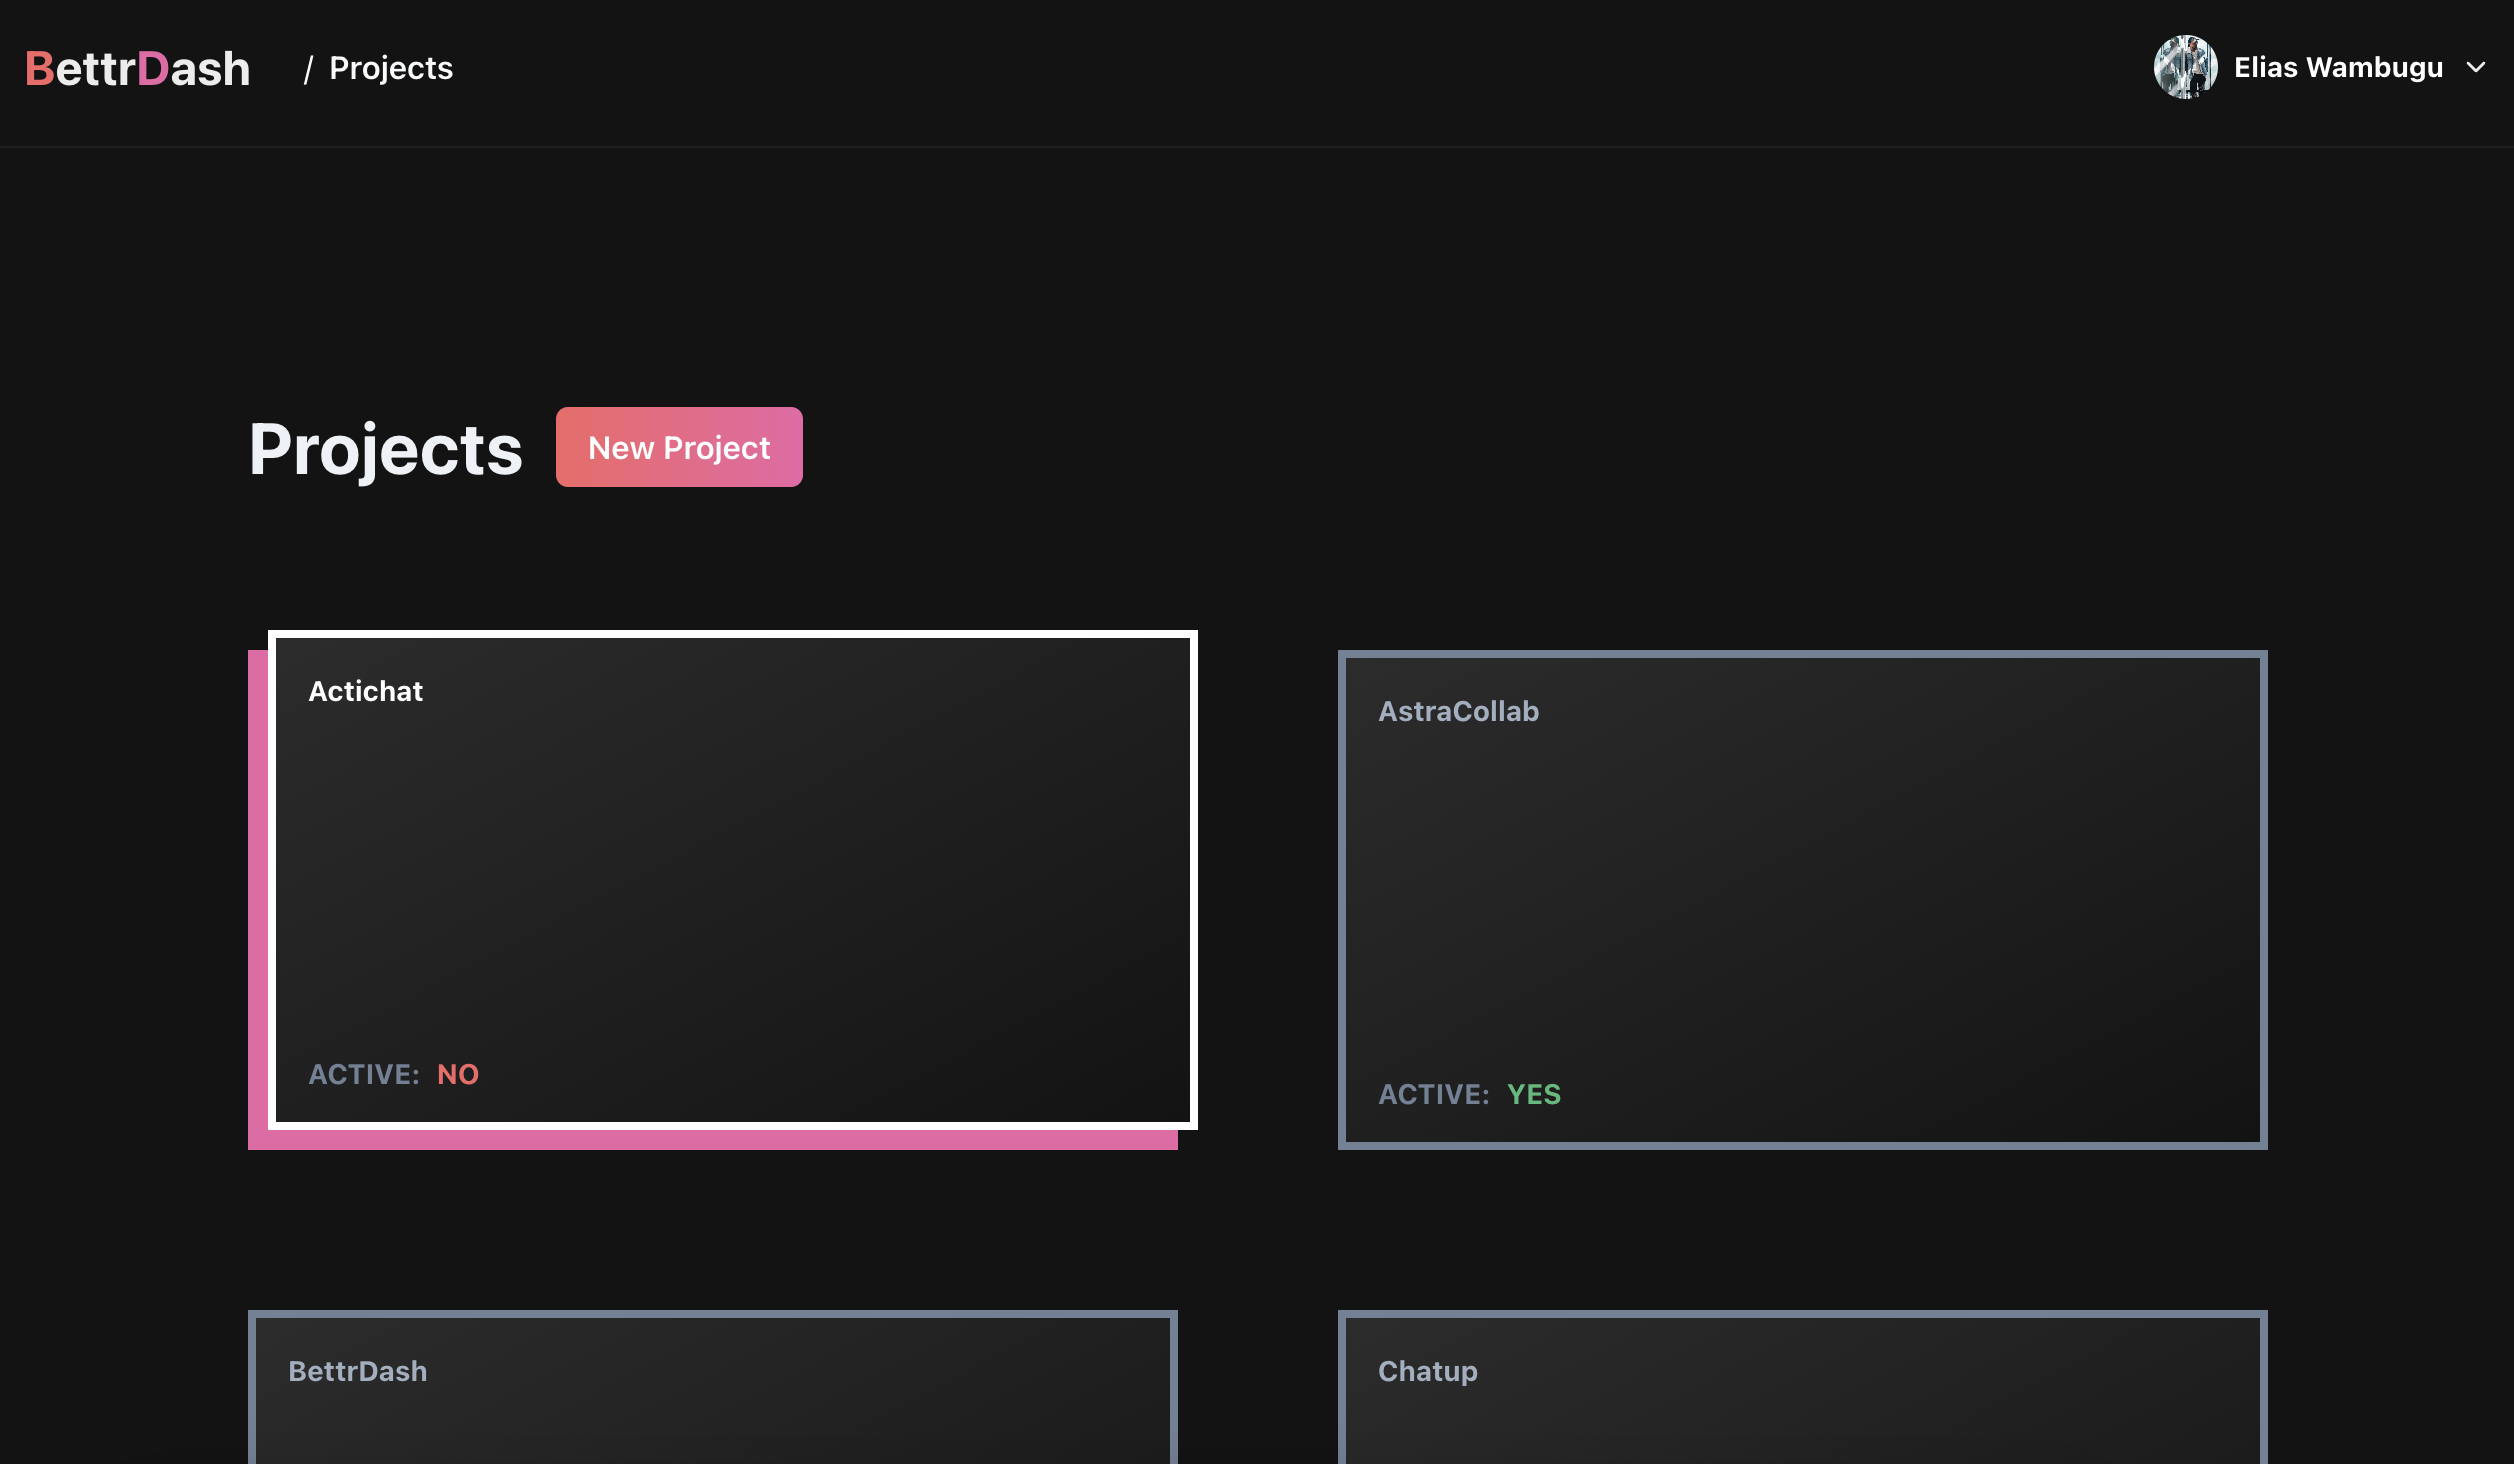 BettrDash / Projects Elias Wambugu
Projects New Project
Actichat
AstraCollab
ACTIVE: NO
ACTIVE: YES
BettrDash
Chatup